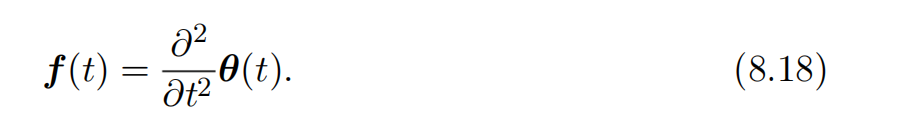 f(t) = ∂²/∂t² θ(t). (8.18)